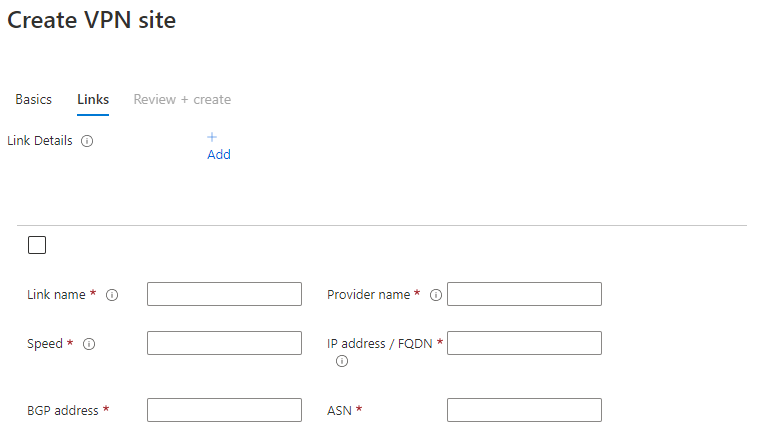 Create VPN site
Basics Links Review + create
Link Details
+
Add
Link name * Provider name *
Speed * IP address / FQDN *
BGP address * ASN *